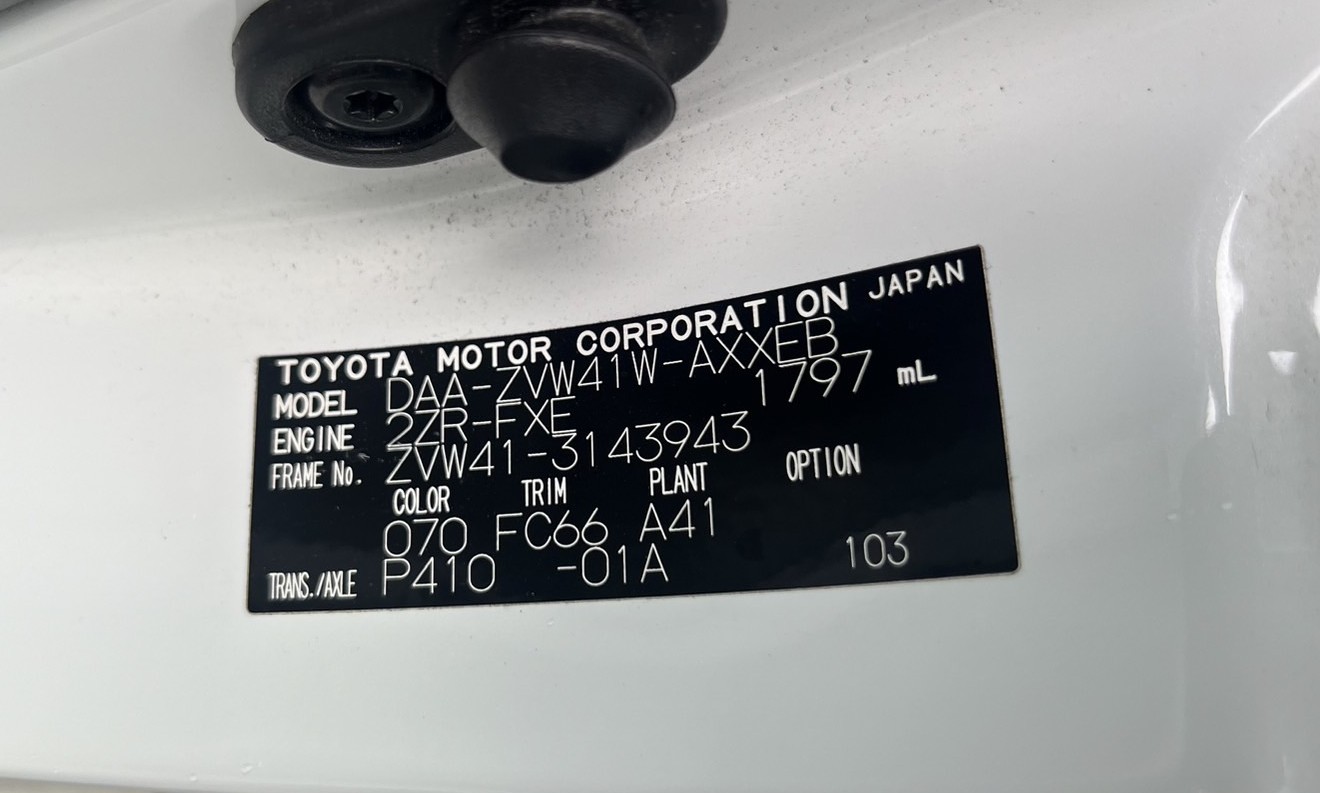 TOYOTA MOTOR CORPORATION JAPAN
MODEL DAA-ZVW41W-AXXEB
ENGINE 2ZR-FXE 1797 mL
FRAME No. ZVW41-3143943
COLOR TRIM PLANT OPTION
070 FC66 A41
TRANS./AXLE P410 -01A 103